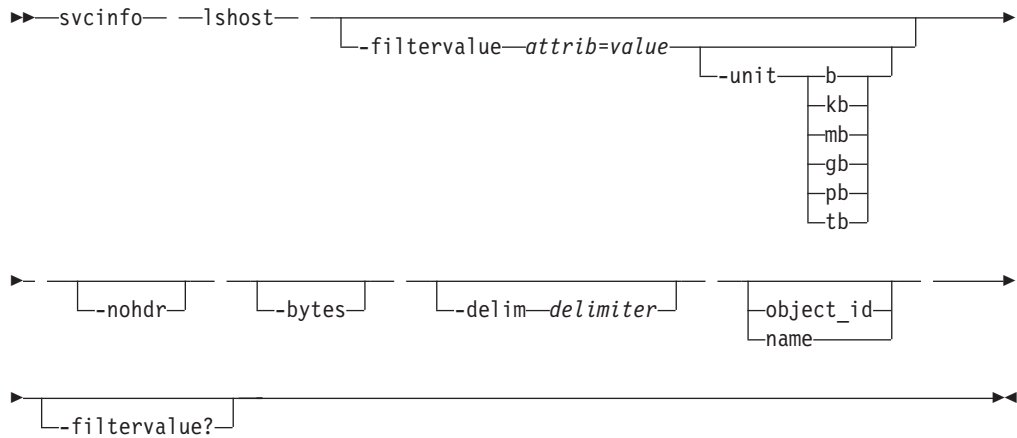 svcinfo lshost
-filtervalue attrib=value
-unit b
kb
mb
gb
pb
tb
-nohdr -bytes -delim delimiter object_id
name
-filtervalue?